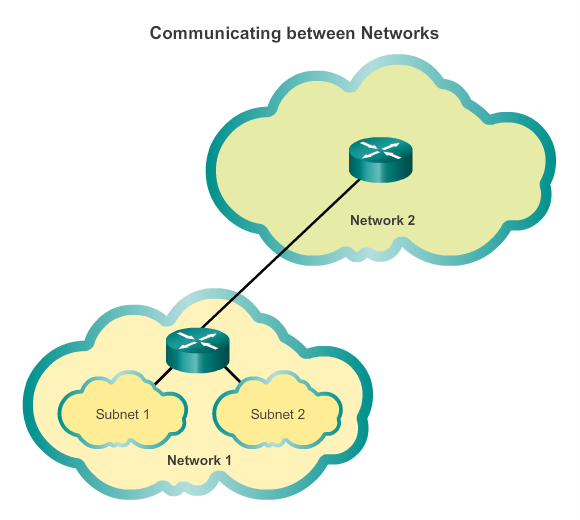 Communicating between Networks
Network 2
Subnet 1
Subnet 2
Network 1